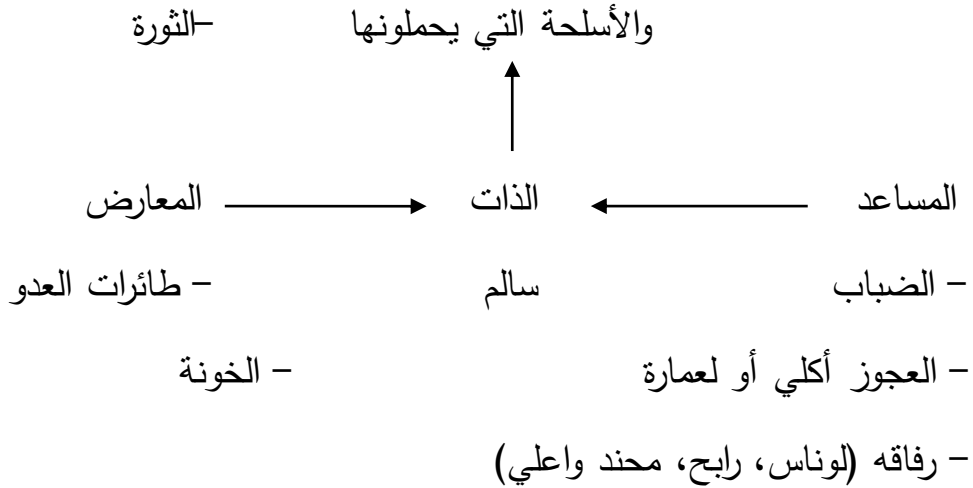 والأسلحة التي يحملونها –الثورة
المساعد الذات المعارض
– الضباب سالم – طائرات العدو
– العجوز أكلي أو لعمارة – الخونة
– رفاقه (لوناس، رابح، محند واعلي)